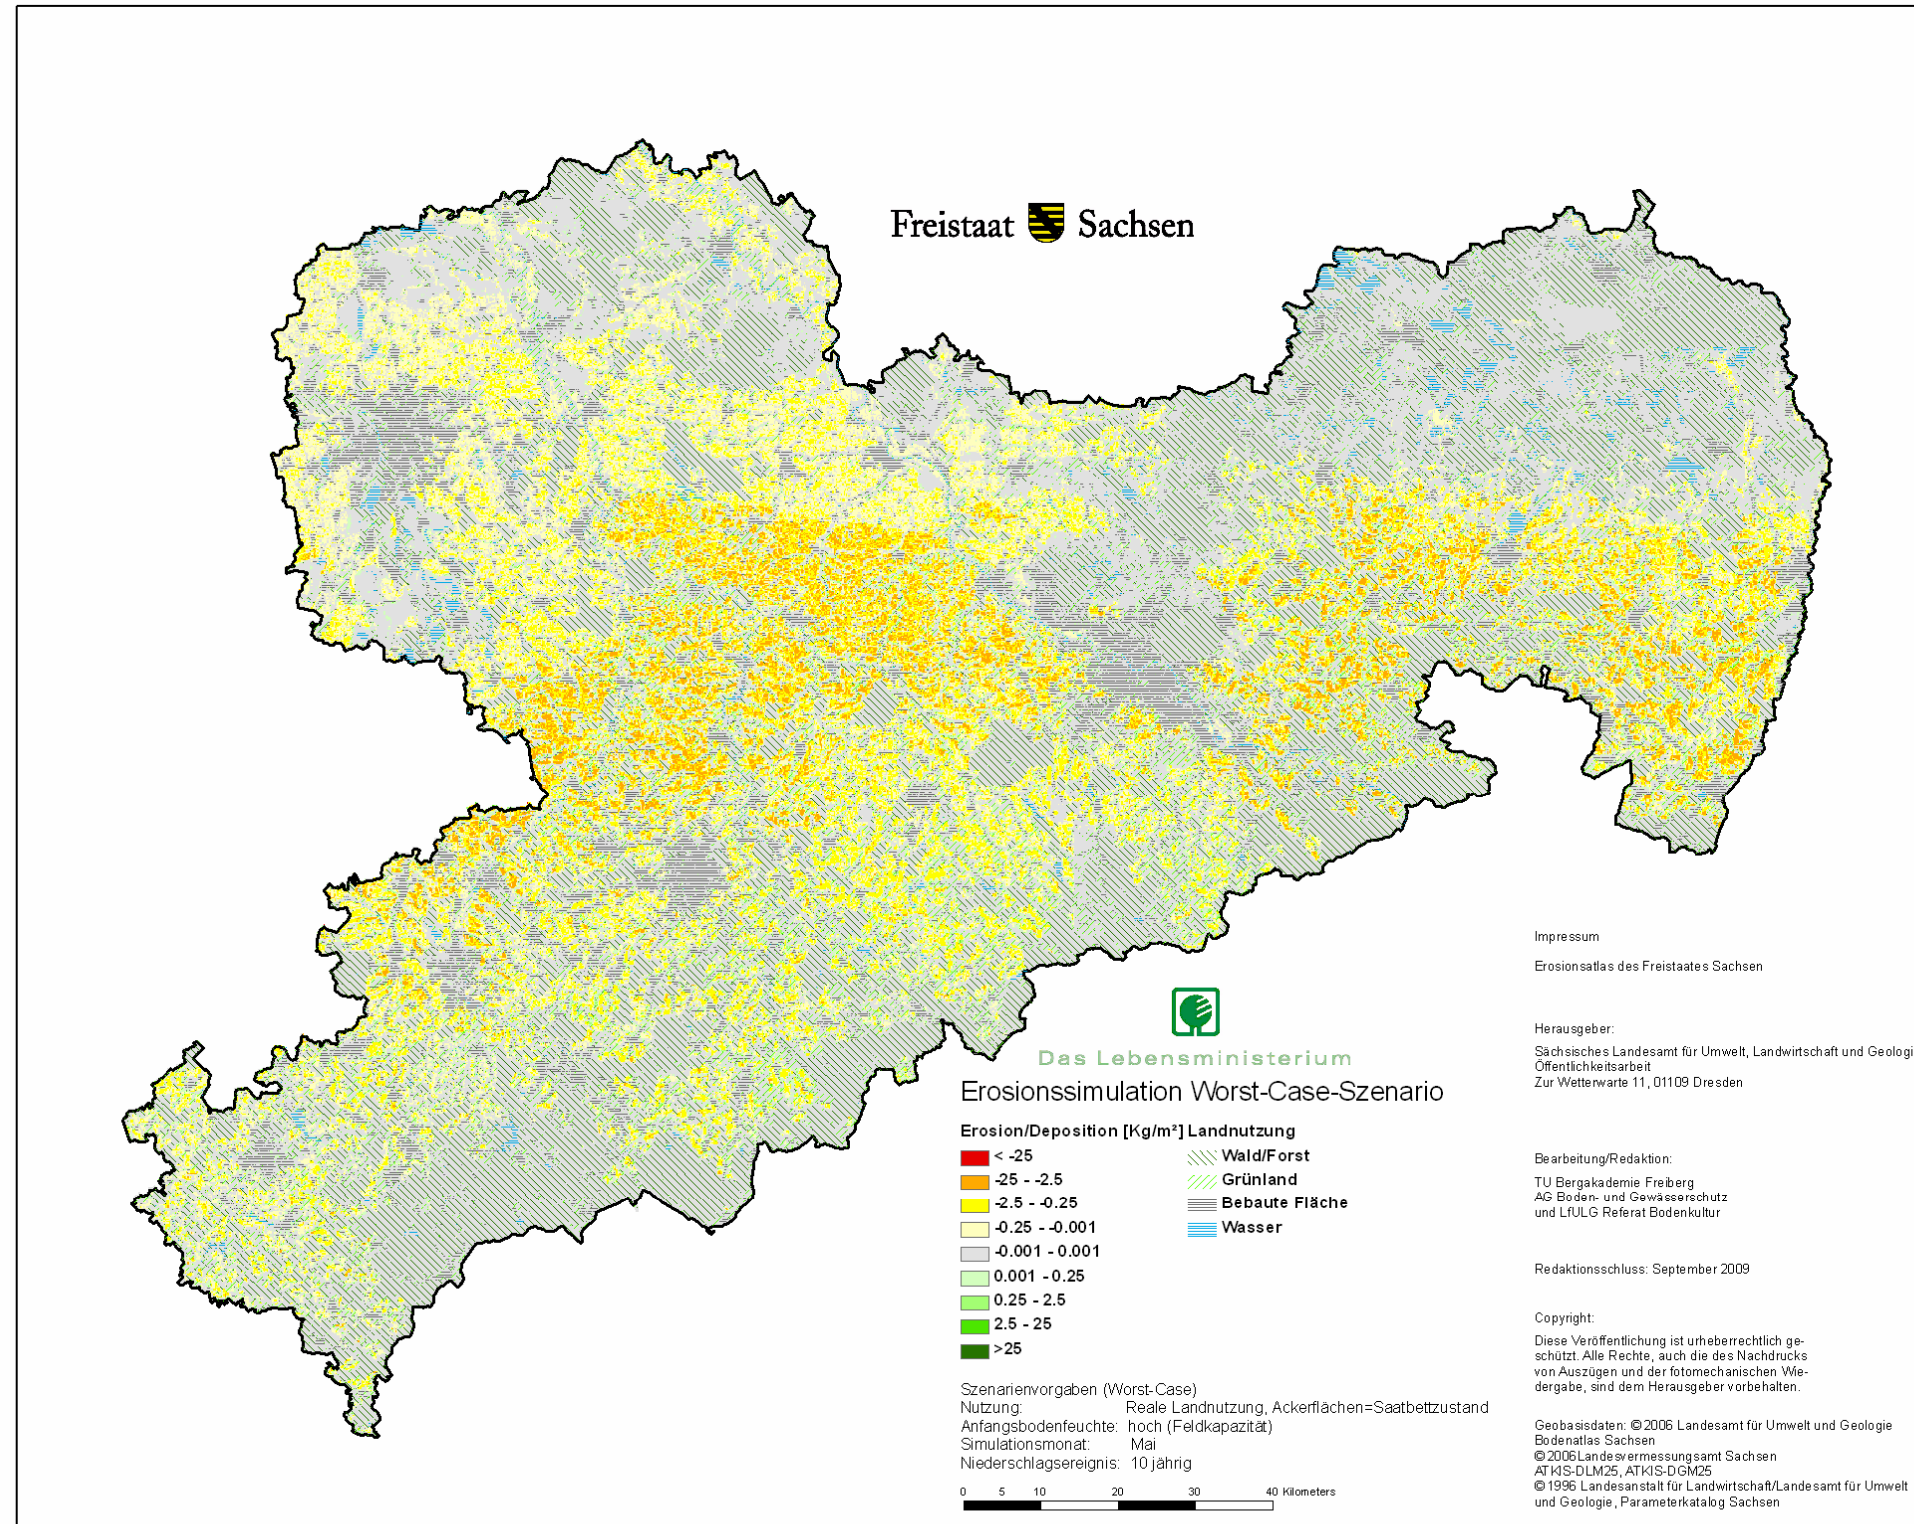 Freistaat Sachsen
Das Lebensministerium
Erosionssimulation Worst-Case-Szenario
Erosion/Deposition [Kg/m²] Landnutzung
< -25
-25 - -2.5
-2.5 - -0.25
-0.25 - -0.001
-0.001 - 0.001
0.001 - 0.25
0.25 - 2.5
2.5 - 25
>25
Wald/Forst
Grünland
Bebaute Fläche
Wasser
Szenarienvorgaben (Worst-Case)
Nutzung: Reale Landnutzung, Ackerflächen=Saatbettzustand
Anfangsbodenfeuchte: hoch (Feldkapazität)
Simulationsmonat: Mai
Niederschlagsereignis: 10 jährig
0 5 10 20 30 40 Kilometers
Impressum
Erosionsatlas des Freistaates Sachsen
Herausgeber:
Sächsisches Landesamt für Umwelt, Landwirtschaft und Geologi
Öffentlichkeitsarbeit
Zur Wetterwarte 11, 01109 Dresden
Bearbeitung/Redaktion:
TU Bergakademie Freiberg
AG Boden- und Gewässerschutz
und LfULG Referat Bodenkultur
Redaktionsschluss: September 2009
Copyright:
Diese Veröffentlichung ist urheberrechtlich ge-
schützt. Alle Rechte, auch die des Nachdrucks
von Auszügen und der fotomechanischen Wie-
dergabe, sind dem Herausgeber vorbehalten.
Geobasisdaten: ©2006 Landesamt für Umwelt und Geologie
Bodenatlas Sachsen
©2006Landesvermessungsamt Sachsen
ATKIS-DLM25, ATKIS-DGM25
©1996 Landesanstalt für Landwirtschaft/Landesamt für Umwelt
und Geologie, Parameterkatalog Sachsen